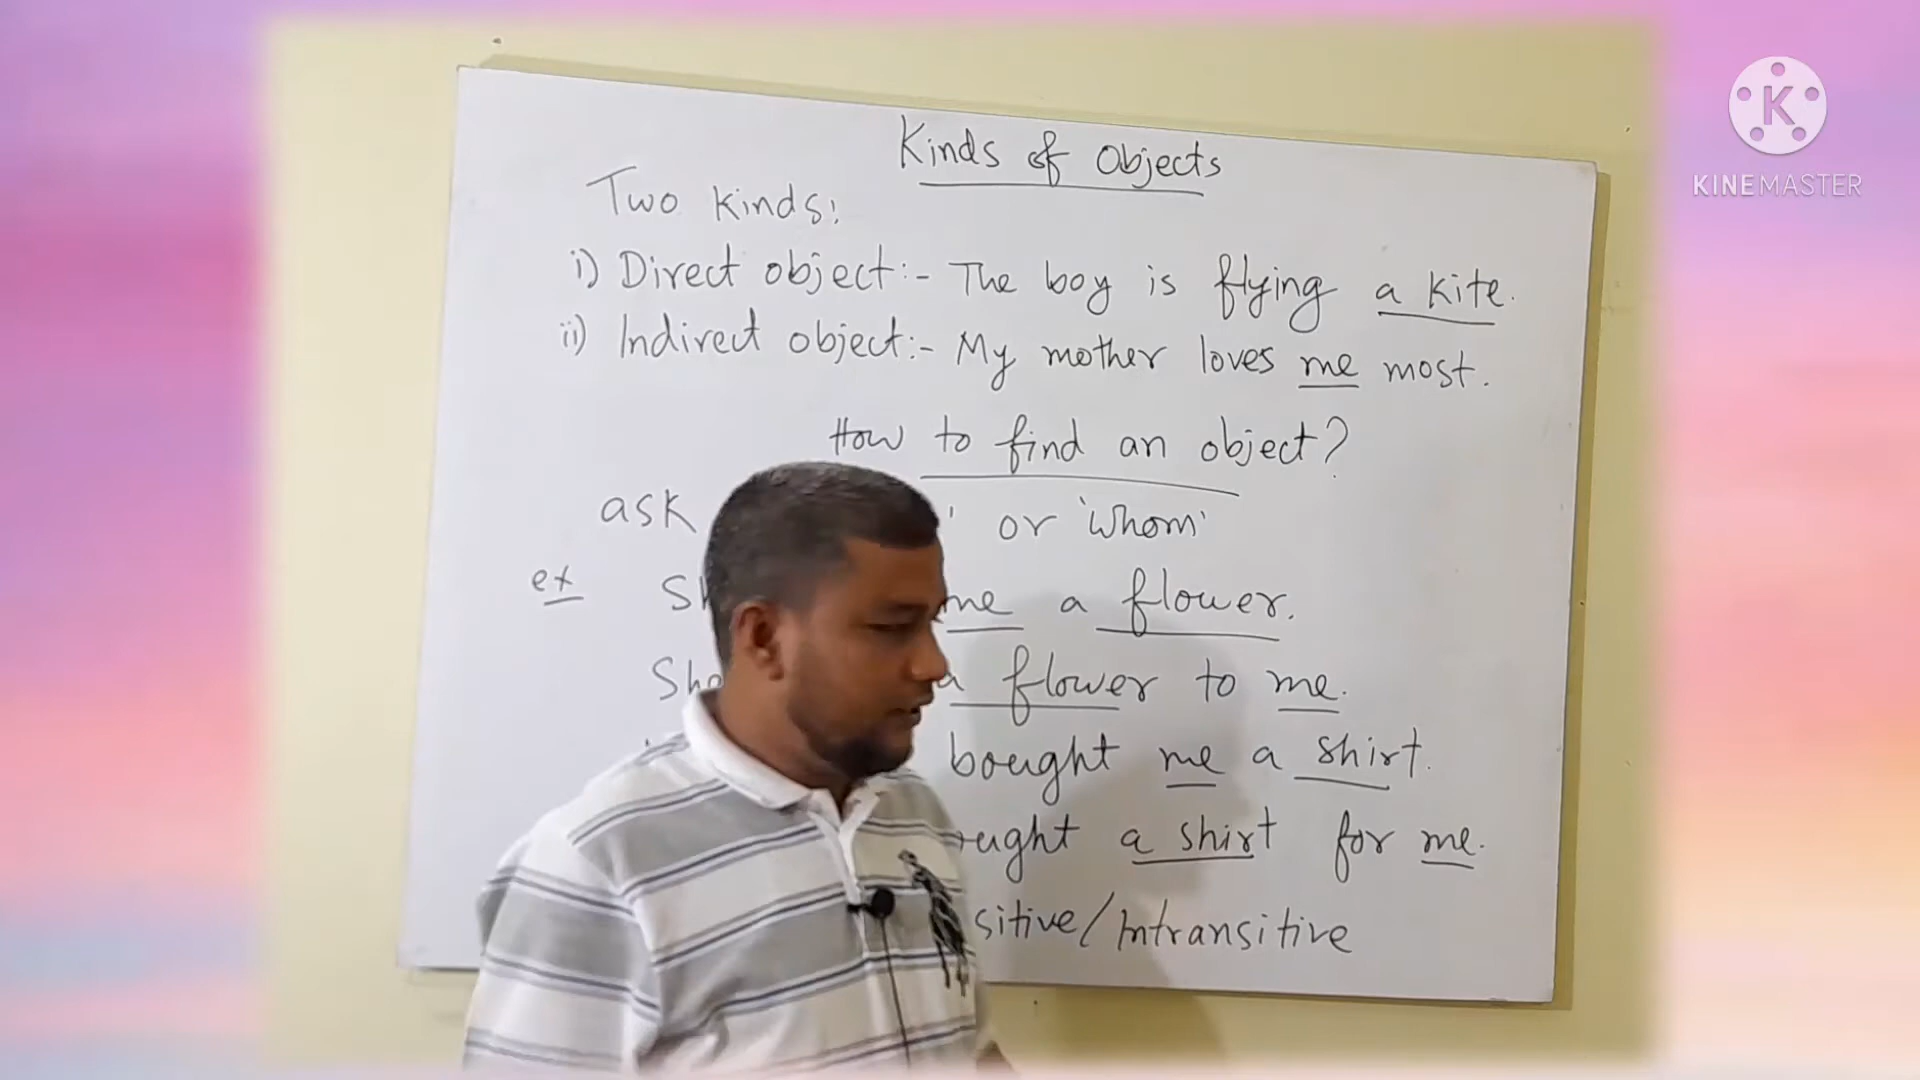 Kinds of Objects
Two kinds:
i) Direct object:- The boy is flying a kite.
ii) Indirect object:- My mother loves me most.
How to find an object?
ask ' or 'whom'
ex me a flower.
She a flower to me.
bought me a shirt.
a shirt for me.
/Intransitive
K
KINEMASTER